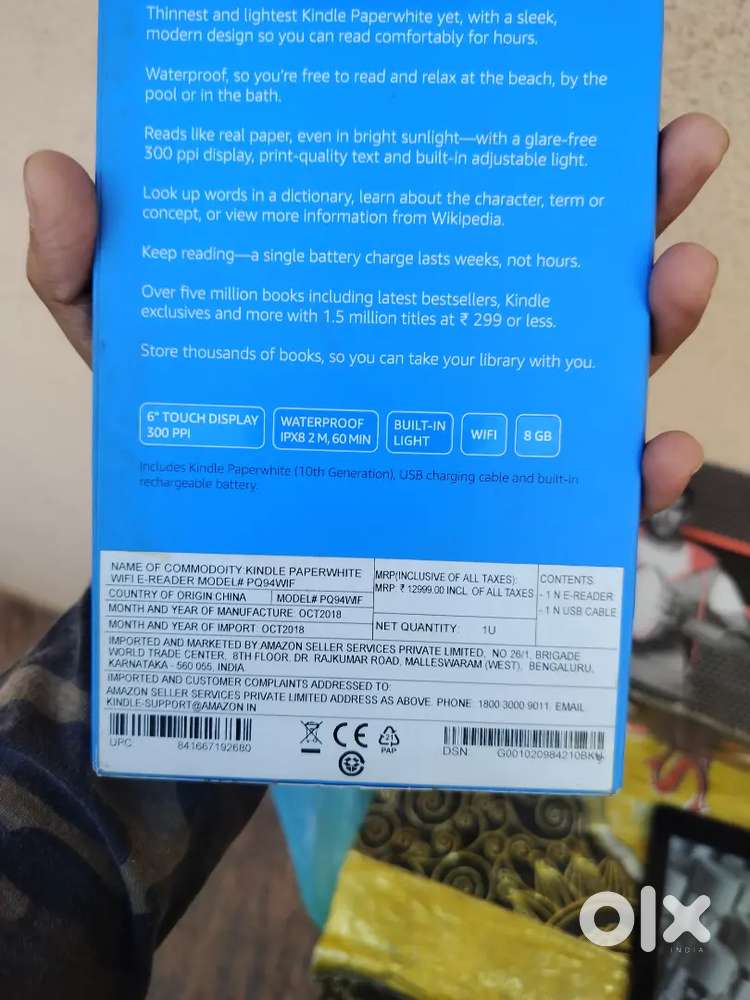 Thinnest and lightest Kindle Paperwhite yet, with a sleek,
modern design so you can read comfortably for hours.
Waterproof, so you're free to read and relax at the beach, by the
pool or in the bath.
Reads like real paper, even in bright sunlight—with a glare-free
300 ppi display, print-quality text and built-in adjustable light.
Look up words in a dictionary, learn about the character, term or
concept, or view more information from Wikipedia.
Keep reading—a single battery charge lasts weeks, not hours.
Over five million books including latest bestsellers, Kindle
exclusives and more with 1.5 million titles at ₹ 299 or less.
Store thousands of books, so you can take your library with you.
6" TOUCH DISPLAY
300 PPI
WATERPROOF
IPX8 2 M, 60 MIN
BUILT-IN
LIGHT
WIFI
8 GB
Includes Kindle Paperwhite (10th Generation), USB charging cable and built-in
rechargeable battery.
NAME OF COMMODOITY:KINDLE PAPERWHITE
WIFI E-READER MODEL# PQ94WIF
COUNTRY OF ORIGIN:CHINA
MODEL# PQ94WIF
MONTH AND YEAR OF MANUFACTURE: OCT2018
MONTH AND YEAR OF IMPORT: OCT2018
MRP(INCLUSIVE OF ALL TAXES):
MRP ₹ 12999.00 INCL. OF ALL TAXES
NET QUANTITY: 1U
CONTENTS:
- 1 N E-READER
- 1 N USB CABLE
IMPORTED AND MARKETED BY:AMAZON SELLER SERVICES PRIVATE LIMITED, NO 26/1, BRIGADE
WORLD TRADE CENTER, 8TH FLOOR, DR. RAJKUMAR ROAD, MALLESWARAM (WEST), BENGALURU,
KARNATAKA - 560 055, INDIA
IMPORTED AND CUSTOMER COMPLAINTS ADDRESSED TO:
AMAZON SELLER SERVICES PRIVATE LIMITED ADDRESS AS ABOVE. PHONE: 1800 3000 9011. EMAIL:
KINDLE-SUPPORT@AMAZON.IN
UPC 841667192680
CE
21
PAP
DSN. G001020984210BKU
olx
INDIA